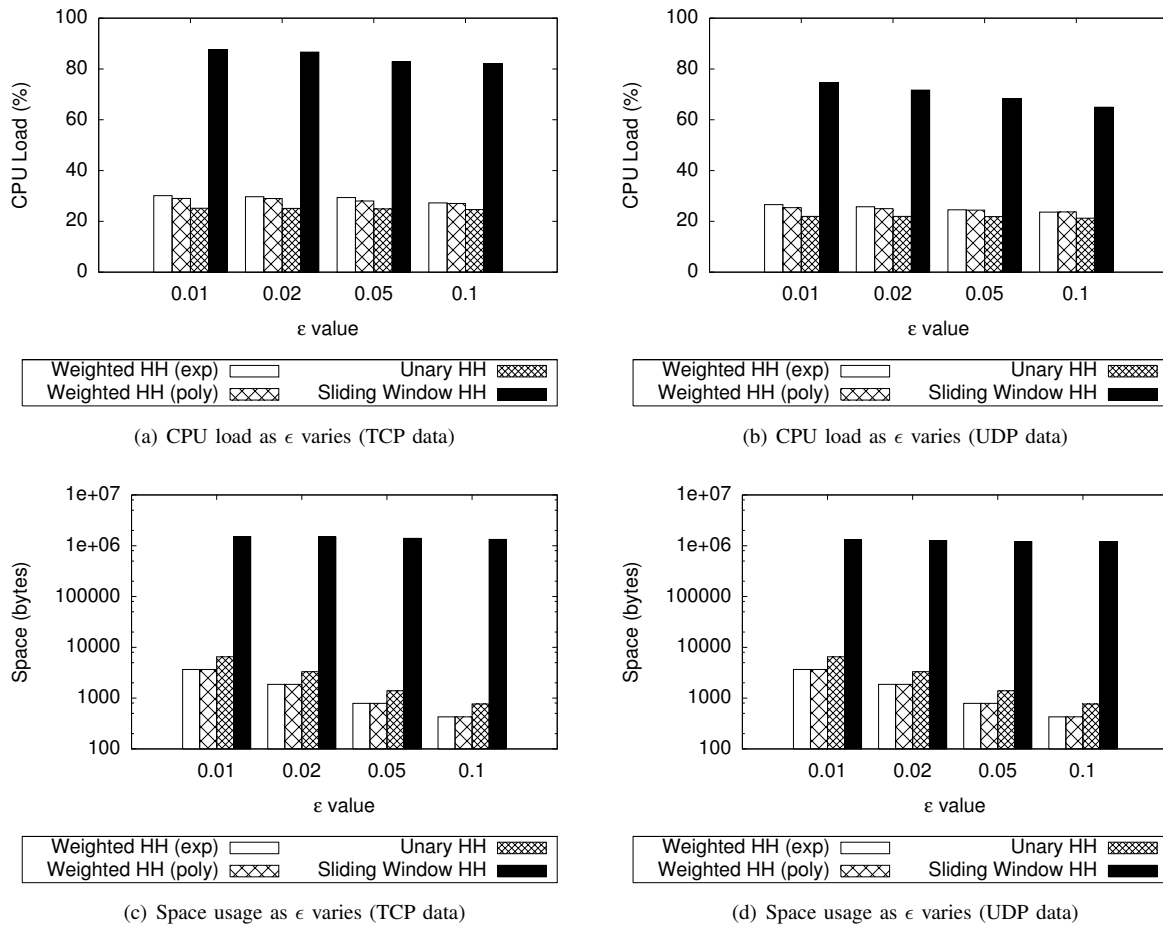 100
80
60
40
20
0
CPU Load (%)
0.01 0.02 0.05 0.1
ε value
Weighted HH (exp) Unary HH
Weighted HH (poly) Sliding Window HH
(a) CPU load as ϵ varies (TCP data)
100
80
60
40
20
0
CPU Load (%)
0.01 0.02 0.05 0.1
ε value
Weighted HH (exp) Unary HH
Weighted HH (poly) Sliding Window HH
(b) CPU load as ϵ varies (UDP data)
1e+07
1e+06
100000
10000
1000
100
Space (bytes)
0.01 0.02 0.05 0.1
ε value
Weighted HH (exp) Unary HH
Weighted HH (poly) Sliding Window HH
(c) Space usage as ϵ varies (TCP data)
1e+07
1e+06
100000
10000
1000
100
Space (bytes)
0.01 0.02 0.05 0.1
ε value
Weighted HH (exp) Unary HH
Weighted HH (poly) Sliding Window HH
(d) Space usage as ϵ varies (UDP data)